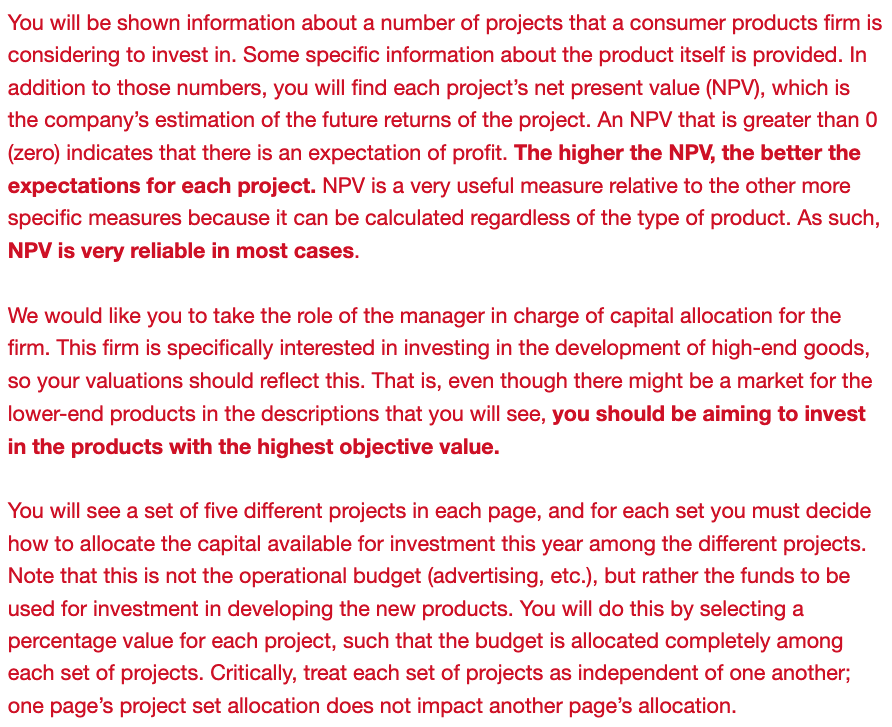 You will be shown information about a number of projects that a consumer products firm is
considering to invest in. Some specific information about the product itself is provided. In
addition to those numbers, you will find each project’s net present value (NPV), which is
the company’s estimation of the future returns of the project. An NPV that is greater than 0
(zero) indicates that there is an expectation of profit. The higher the NPV, the better the
expectations for each project. NPV is a very useful measure relative to the other more
specific measures because it can be calculated regardless of the type of product. As such,
NPV is very reliable in most cases.
We would like you to take the role of the manager in charge of capital allocation for the
firm. This firm is specifically interested in investing in the development of high-end goods,
so your valuations should reflect this. That is, even though there might be a market for the
lower-end products in the descriptions that you will see, you should be aiming to invest
in the products with the highest objective value.
You will see a set of five different projects in each page, and for each set you must decide
how to allocate the capital available for investment this year among the different projects.
Note that this is not the operational budget (advertising, etc.), but rather the funds to be
used for investment in developing the new products. You will do this by selecting a
percentage value for each project, such that the budget is allocated completely among
each set of projects. Critically, treat each set of projects as independent of one another;
one page’s project set allocation does not impact another page’s allocation.